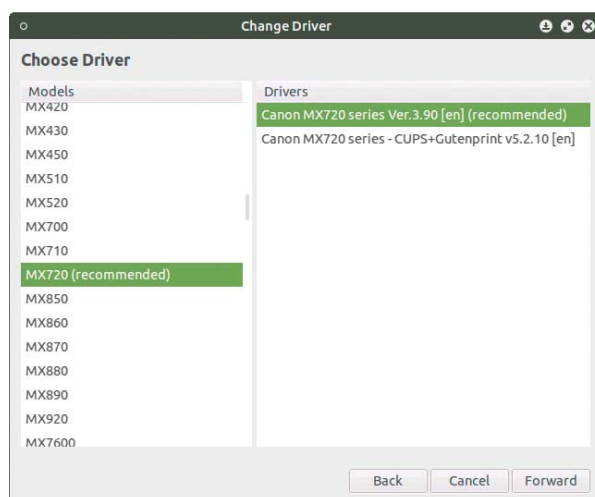 Change Driver
Choose Driver
Models
MX420
MX430
MX450
MX510
MX520
MX700
MX710
MX720 (recommended)
MX850
MX860
MX870
MX880
MX890
MX920
MX7600
Drivers
Canon MX720 series Ver.3.90 [en] (recommended)
Canon MX720 series - CUPS+Gutenprint v5.2.10 [en]
Back
Cancel
Forward